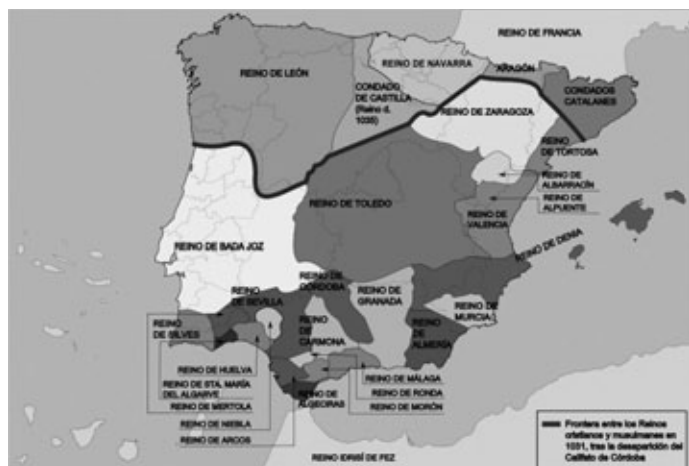 REINO DE FRANCIA
REINO DE NAVARRA
REINO DE LEÓN
ARAGÓN
CONDADO
DE CASTILLA
(Reino d.
1035)
CONDADOS
CATALANES
REINO DE ZARAGOZA
REINO
DE TORTOSA
REINO DE
ALBARRACÍN
REINO DE
ALPUENTE
REINO DE TOLEDO
REINO DE
VALENCIA
REINO DE BADAJOZ
REINO DE DENIA
REINO DE
CÓRDOBA
REINO
DE SEVILLA
REINO DE
GRANADA
REINO DE
MURCIA
REINO
DE
CARMONA
REINO
DE
ALMERÍA
REINO
DE SILVES
REINO DE HUELVA
REINO DE STA. MARÍA
DEL ALGARVE
REINO DE MERTOLA
REINO DE NIEBLA
REINO DE ARCOS
REINO DE MÁLAGA
REINO DE RONDA
REINO DE MORÓN
REINO DE
ALGECIRAS
REINO IDRISÍ DE FEZ
Frontera entre los Reinos
cristianos y musulmanes en
1031, tras la desaparición del
Califato de Córdoba